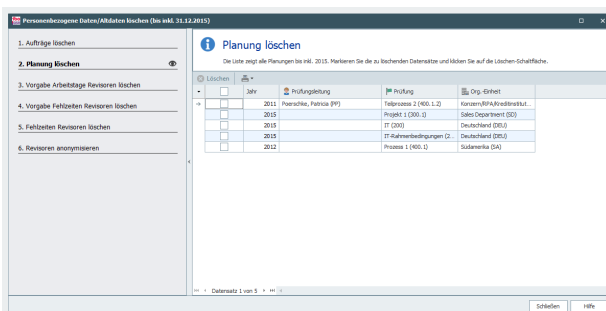 Personenbezogene Daten/Altdaten löschen (bis inkl. 31.12.2015)
1. Aufträge löschen
2. Planung löschen
3. Vorgabe Arbeitstage Revisoren löschen
4. Vorgabe Fehlzeiten Revisoren löschen
5. Fehlzeiten Revisoren löschen
6. Revisoren anonymisieren
Planung löschen
Die Liste zeigt alle Planungen bis inkl. 2015. Markieren Sie die zu löschenden Datensätze und klicken Sie auf die Löschen-Schaltfläche.
Löschen
Jahr Prüfungsleitung Prüfung Org.-Einheit
2011 Poerschke, Patricia (PP) Teilprozess 2 (400.1.2) Konzern/RPA/Kreditinstitut...
2015 Projekt 1 (300.1) Sales Department (SD)
2015 IT (200) Deutschland (DEU)
2015 IT-Rahmenbedingungen (2... Deutschland (DEU)
2012 Prozess 1 (400.1) Südamerika (SA)
Datensatz 1 von 5
Schließen Hilfe